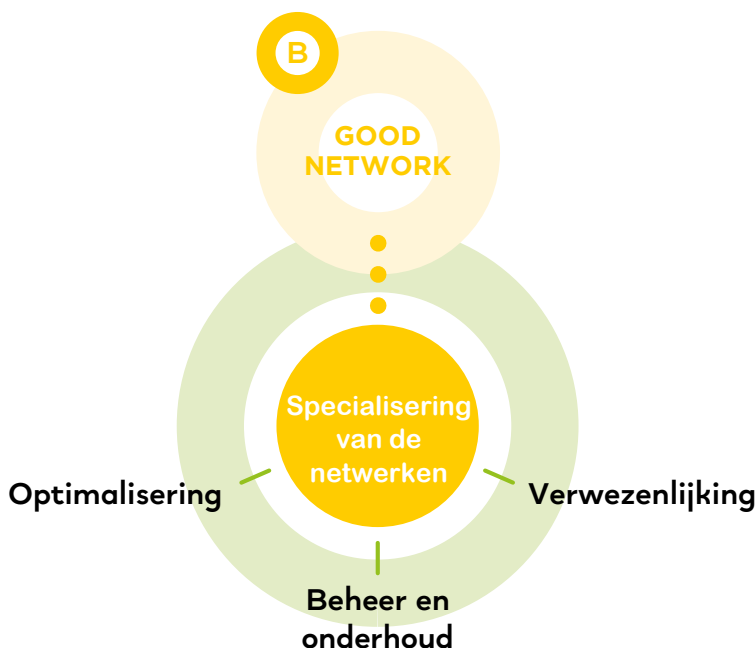 B
GOOD
NETWORK
Specialisering
van de
netwerken
Optimalisering
Verwezenlijking
Beheer en
onderhoud